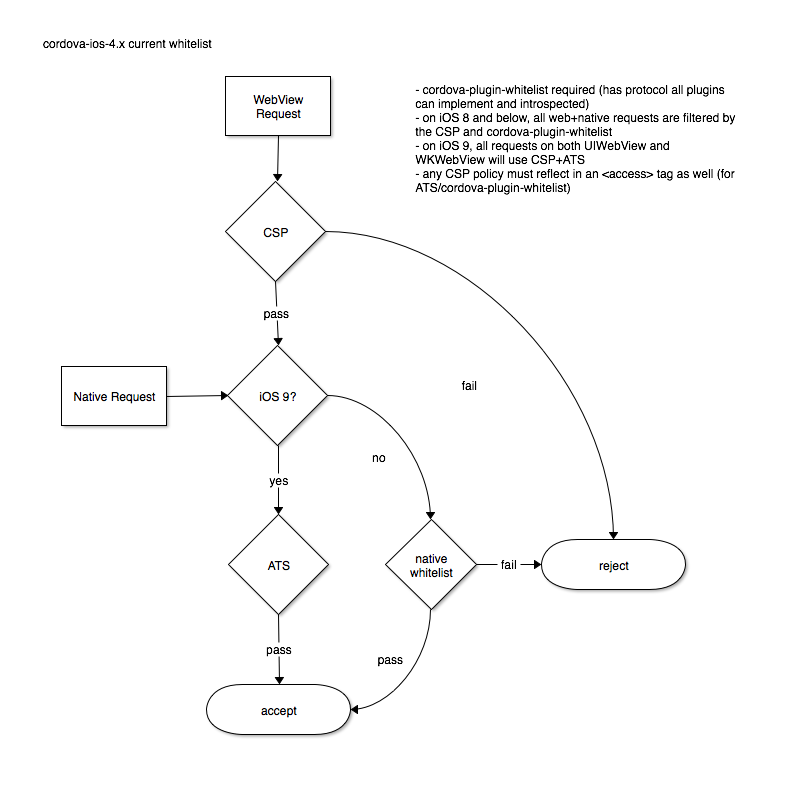 cordova-ios-4.x current whitelist
WebView
Request
- cordova-plugin-whitelist required (has protocol all plugins
can implement and introspected)
- on iOS 8 and below, all web+native requests are filtered by
the CSP and cordova-plugin-whitelist
- on iOS 9, all requests on both UIWebView and
WKWebView will use CSP+ATS
- any CSP policy must reflect in an <access> tag as well (for
ATS/cordova-plugin-whitelist)
CSP
pass
fail
Native Request
iOS 9?
no
yes
ATS
native
whitelist
fail
reject
pass
pass
accept